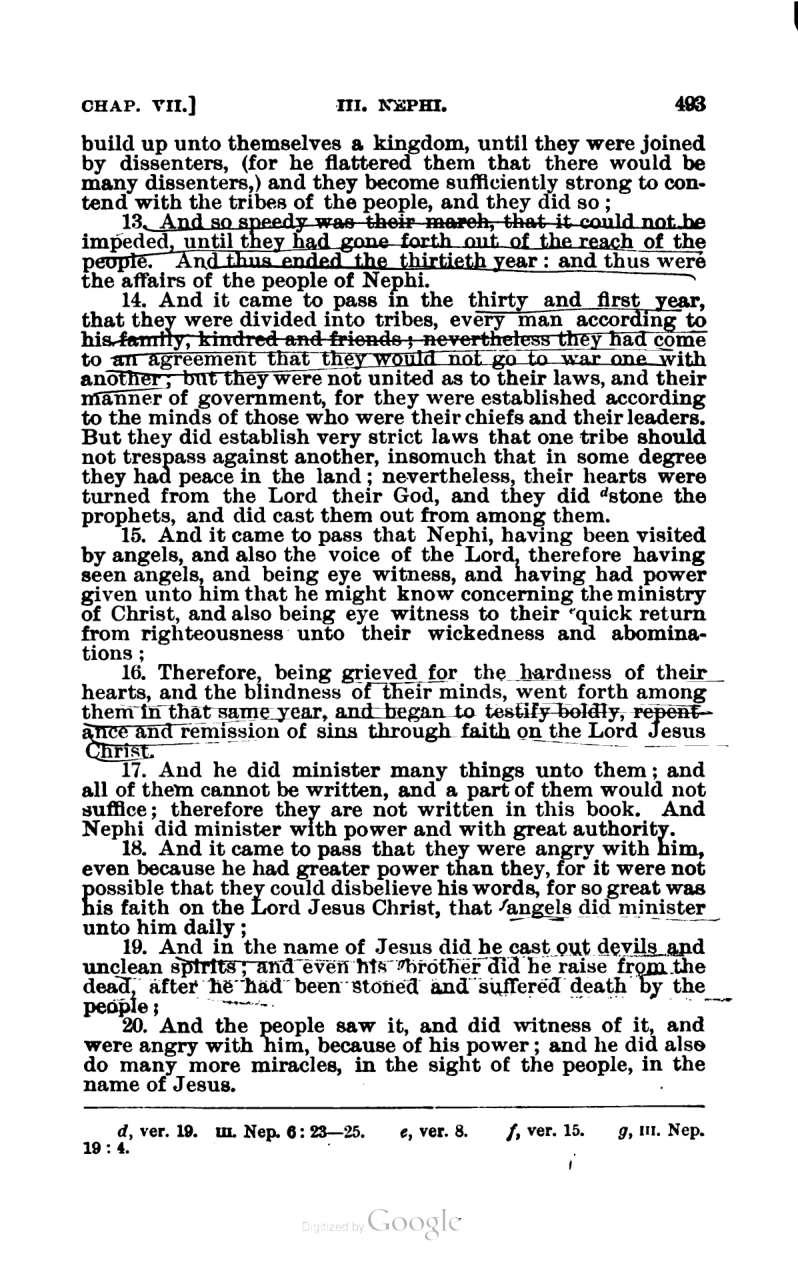 CHAP. VII.] III. NEPHI. 493
build up unto themselves a kingdom, until they were joined
by dissenters, (for he flattered them that there would be
many dissenters,) and they become sufficiently strong to con-
tend with the tribes of the people, and they did so;
13. And so speedy was their march, that it could not be
impeded, until they had gone forth out of the reach of the
people. And thus ended the thirtieth year: and thus were
the affairs of the people of Nephi.
14. And it came to pass in the thirty and first year,
that they were divided into tribes, every man according to
his family, kindred and friends; nevertheless they had come
to an agreement that they would not go to war one with
another; but they were not united as to their laws, and their
manner of government, for they were established according
to the minds of those who were their chiefs and their leaders.
But they did establish very strict laws that one tribe should
not trespass against another, insomuch that in some degree
they had peace in the land; nevertheless, their hearts were
turned from the Lord their God, and they did dstone the
prophets, and did cast them out from among them.
15. And it came to pass that Nephi, having been visited
by angels, and also the voice of the Lord, therefore having
seen angels, and being eye witness, and having had power
given unto him that he might know concerning the ministry
of Christ, and also being eye witness to their equick return
from righteousness unto their wickedness and abomina-
tions;
16. Therefore, being grieved for the hardness of their
hearts, and the blindness of their minds, went forth among
them in that same year, and began to testify boldly, repent-
ance and remission of sins through faith on the Lord Jesus
Christ.
17. And he did minister many things unto them; and
all of them cannot be written, and a part of them would not
suffice; therefore they are not written in this book. And
Nephi did minister with power and with great authority.
18. And it came to pass that they were angry with him,
even because he had greater power than they, for it were not
possible that they could disbelieve his words, for so great was
his faith on the Lord Jesus Christ, that fangels did minister
unto him daily;
19. And in the name of Jesus did he cast out devils and
unclean spirits; and even his gbrother did he raise from the
dead, after he had been stoned and suffered death by the
people;
20. And the people saw it, and did witness of it, and
were angry with him, because of his power; and he did also
do many more miracles, in the sight of the people, in the
name of Jesus.
d, ver. 19. III. Nep. 6: 23—25. e, ver. 8. f, ver. 15. g, III. Nep.
19: 4.
Digitized by Google